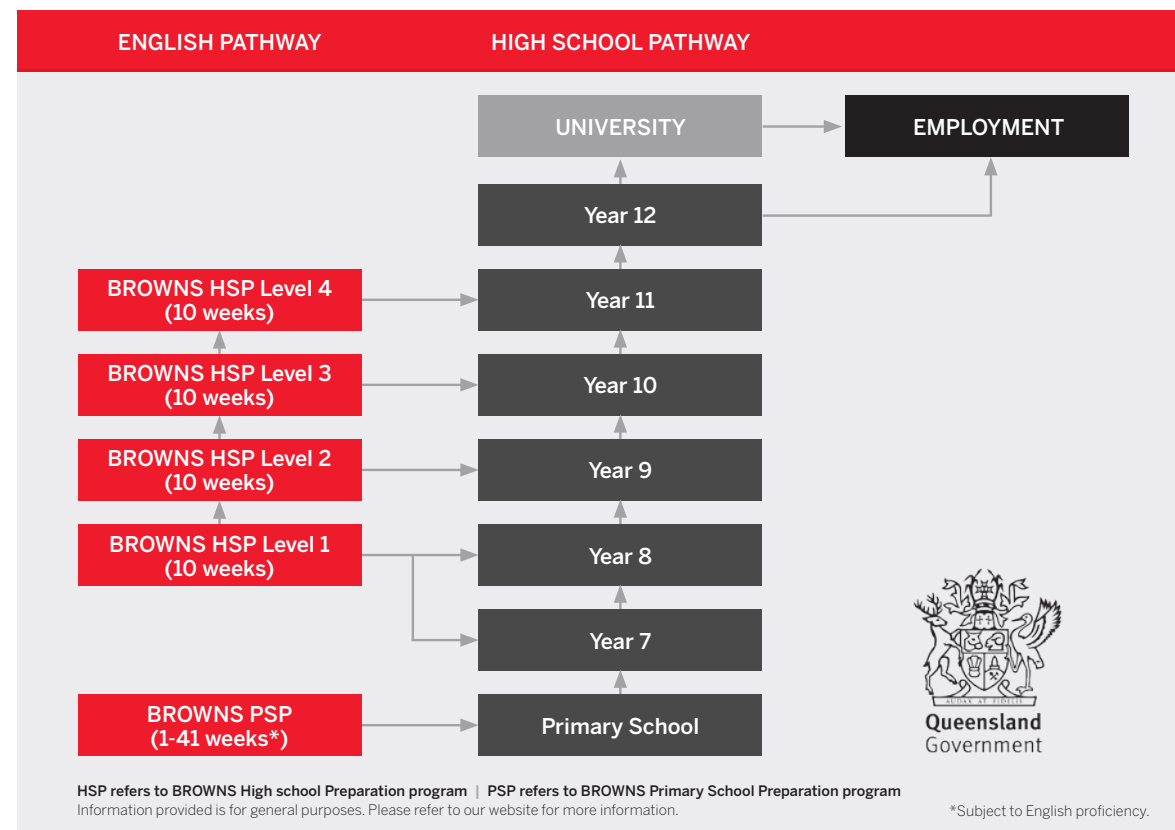 ENGLISH PATHWAY
HIGH SCHOOL PATHWAY
UNIVERSITY
EMPLOYMENT
Year 12
BROWNS HSP Level 4
(10 weeks)
Year 11
BROWNS HSP Level 3
(10 weeks)
Year 10
BROWNS HSP Level 2
(10 weeks)
Year 9
BROWNS HSP Level 1
(10 weeks)
Year 8
Year 7
BROWNS PSP
(1-41 weeks*)
Primary School
AUDAX AT FIDELIS
Queensland
Government
HSP refers to BROWNS High school Preparation program | PSP refers to BROWNS Primary School Preparation program
Information provided is for general purposes. Please refer to our website for more information.
*Subject to English proficiency.